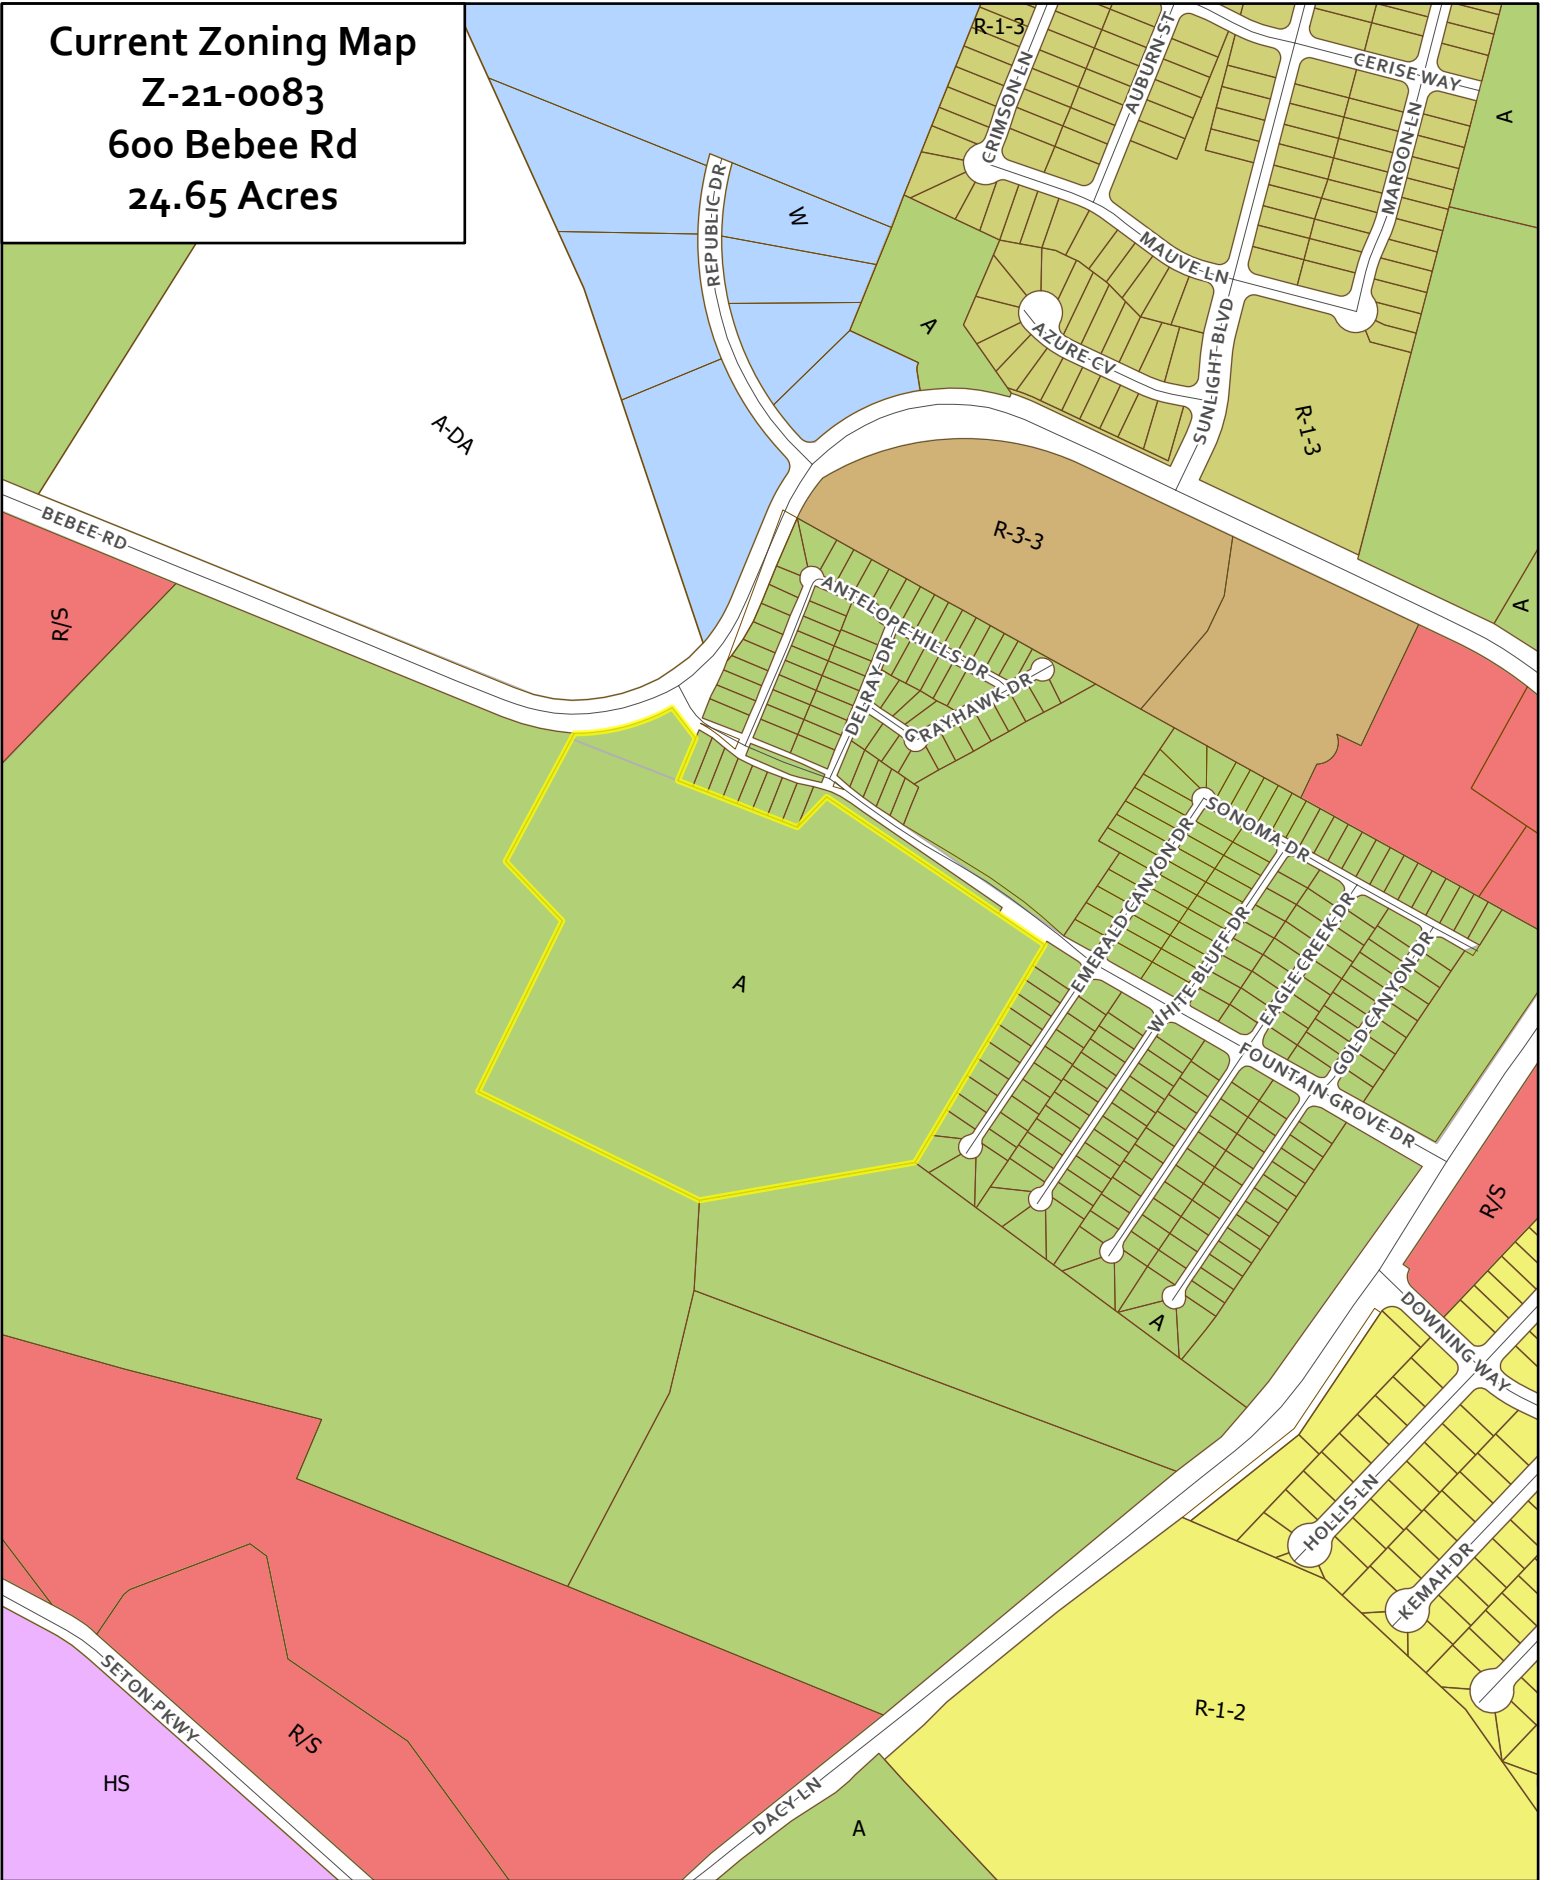 Current Zoning Map
Z-21-0083
600 Bebee Rd
24.65 Acres
R-1-3
CRIMSON LN
AUBURN ST
CERISE WAY
MAROON LN
A
REPUBLIC DR
W
MAUVE LN
A
AZURE CV
SUNLIGHT BLVD
R-1-3
A-DA
BEBEE RD
R-3-3
R/S
A
ANTELOPE HILLS DR
DELRAY DR
GRAYHAWK DR
SONOMA DR
EMERALD CANYON DR
WHITE BLUFF DR
EAGLE CREEK DR
GOLD CANYON DR
A
FOUNTAIN GROVE DR
R/S
A
DOWNING WAY
HOLLIS LN
KEMAH DR
SETON PKWY
R/S
R-1-2
HS
DACY LN
A